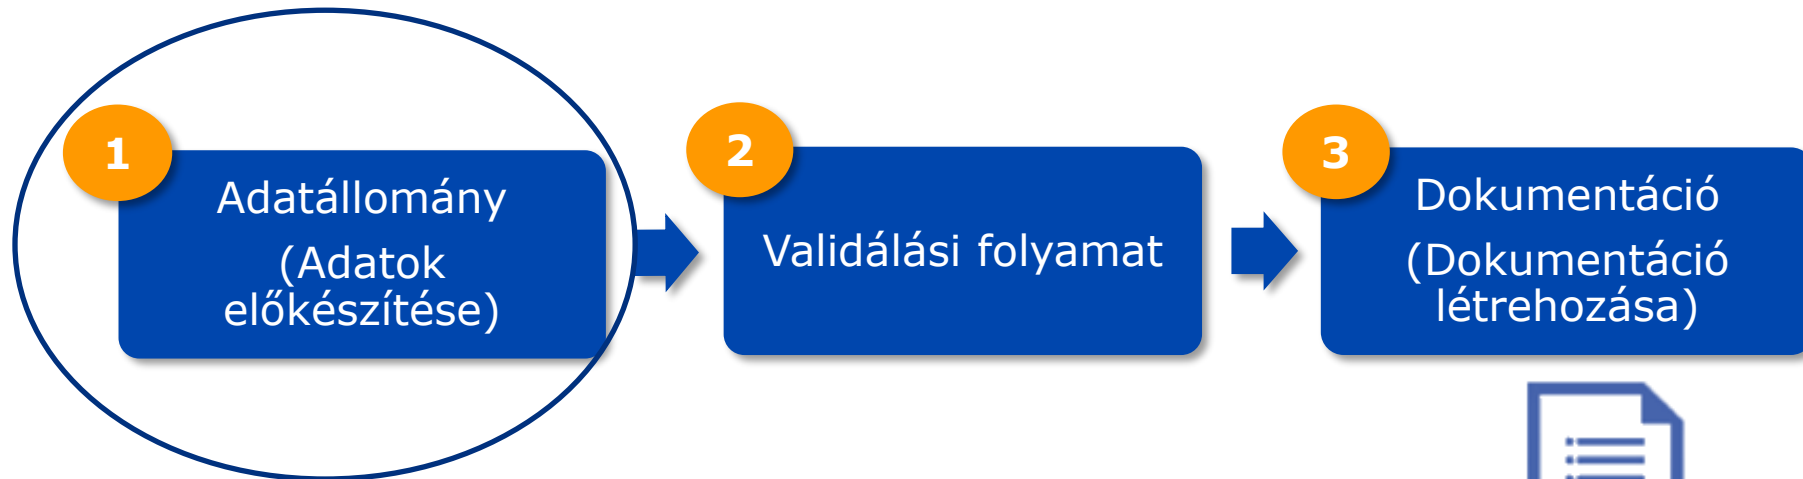 1
Adatállomány
(Adatok
előkészítése)
2
Validálási folyamat
3
Dokumentáció
(Dokumentáció
létrehozása)